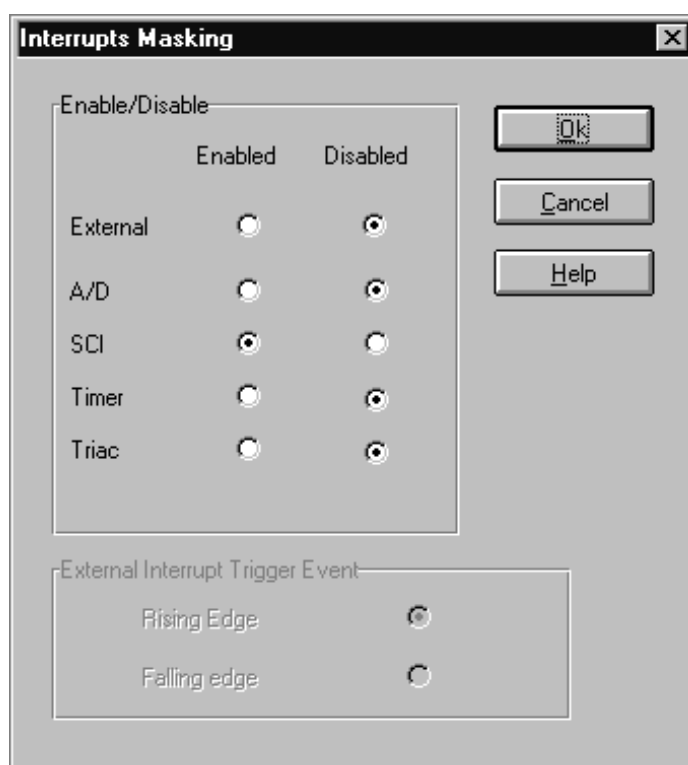 Interrupts Masking
Enable/Disable
Enabled Disabled
External
A/D
SCI
Timer
Triac
Ok
Cancel
Help
External Interrupt Trigger Event
Rising Edge
Falling edge